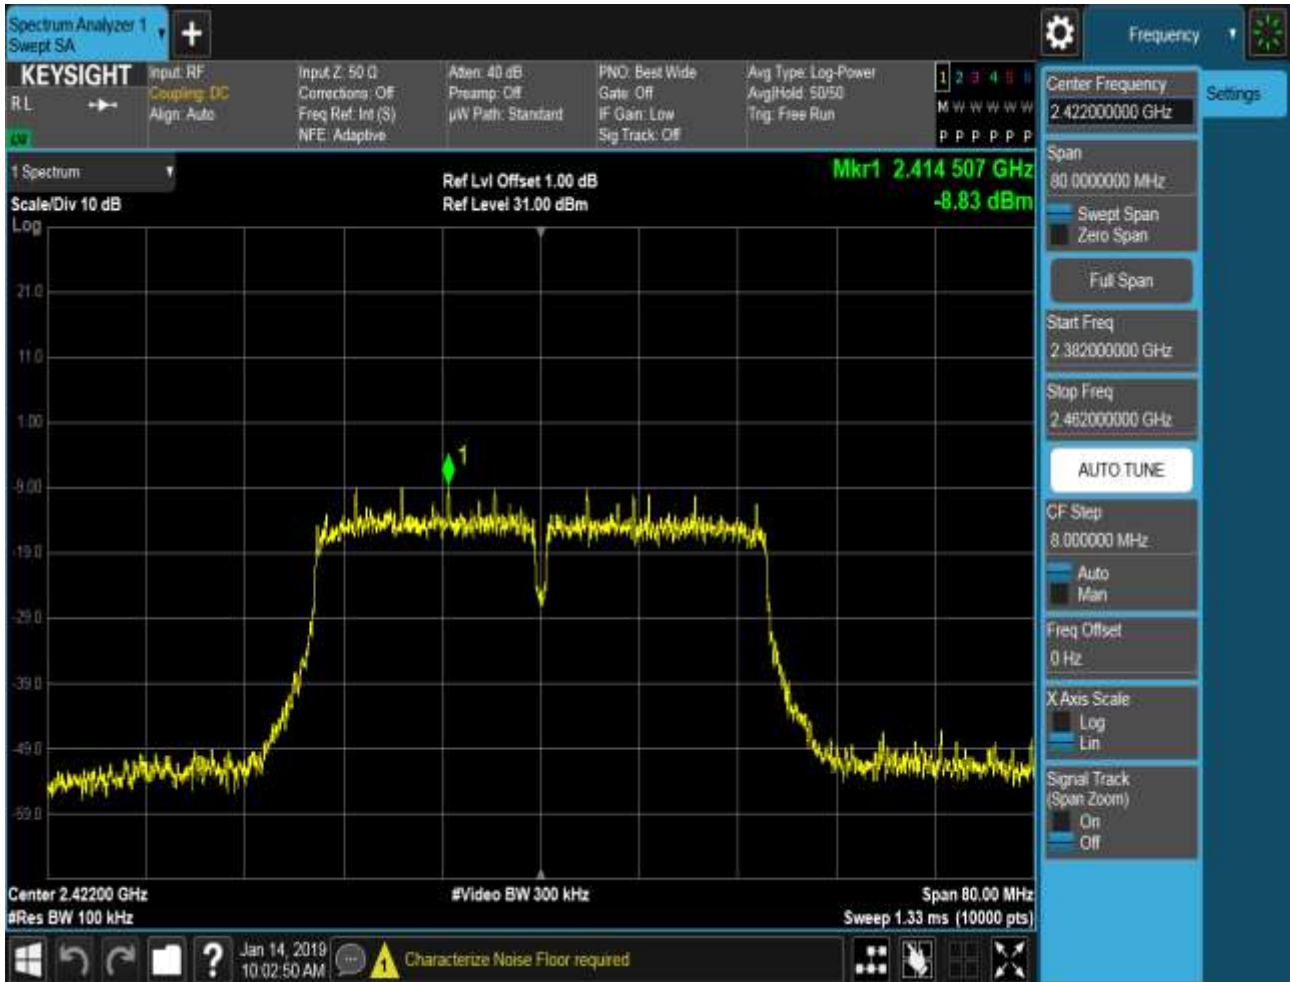 Spectrum Analyzer 1
Swept SA
+
Frequency
KEYSIGHT
RL
LW
Input: RF
Coupling: DC
Align: Auto
Input Z: 50 Ω
Corrections: Off
Freq Ref: Int (S)
NFE: Adaptive
Atten: 40 dB
Preamp: Off
µW Path: Standard
PNO: Best Wide
Gate: Off
IF Gain: Low
Sig Track: Off
Avg Type: Log-Power
Avg|Hold: 50/50
Trig: Free Run
1 2 3 4 5 6
M W W W W W
P P P P P P
Center Frequency
2.422000000 GHz
Settings
1 Spectrum
Scale/Div 10 dB
Log
Ref Lvl Offset 1.00 dB
Ref Level 31.00 dBm
Mkr1 2.414 507 GHz
-8.83 dBm
21.0
11.0
1.00
-9.00
-19.0
-29.0
-39.0
-49.0
-59.0
1
Span
80.0000000 MHz
Swept Span
Zero Span
Full Span
Start Freq
2.382000000 GHz
Stop Freq
2.462000000 GHz
AUTO TUNE
CF Step
8.000000 MHz
Auto
Man
Freq Offset
0 Hz
X Axis Scale
Log
Lin
Signal Track
(Span Zoom)
On
Off
Center 2.42200 GHz
#Video BW 300 kHz
Span 80.00 MHz
#Res BW 100 kHz
Sweep 1.33 ms (10000 pts)
?
Jan 14, 2019
10:02:50 AM
1
Characterize Noise Floor required